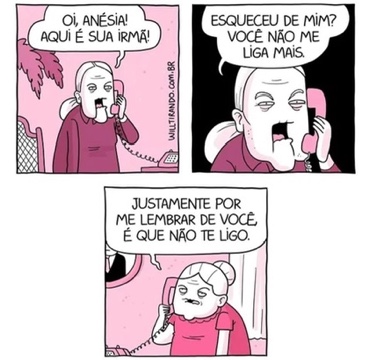 OI, ANÉSIA!
AQUI É SUA IRMÃ!
WILLTIRANDO.COM.BR
ESQUECEU DE MIM?
VOCÊ NÃO ME
LIGA MAIS.
JUSTAMENTE POR
ME LEMBRAR DE VOCÊ,
É QUE NÃO TE LIGO.